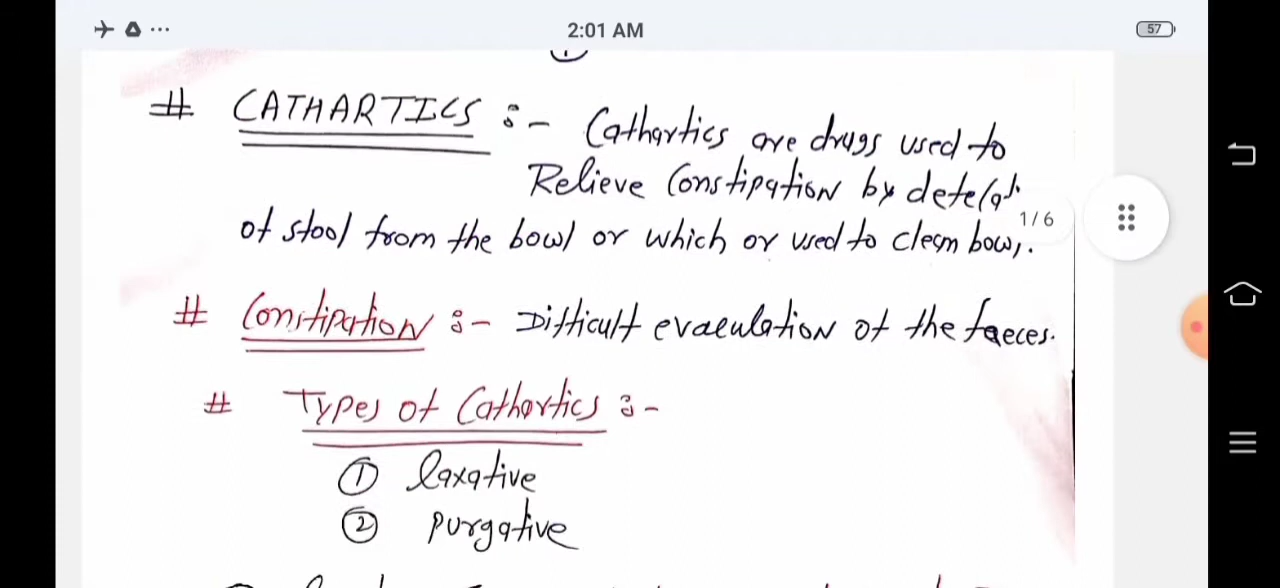 2:01 AM
57
# CATHARTICS :- Cathartics are drugs used to
Relieve Constipation by
of stool from the bowl or which or used to clean
1/6
# Constipation :- Difficult evaculation of the faeces.
# Types of Cathartics :-
① laxative
② purgative